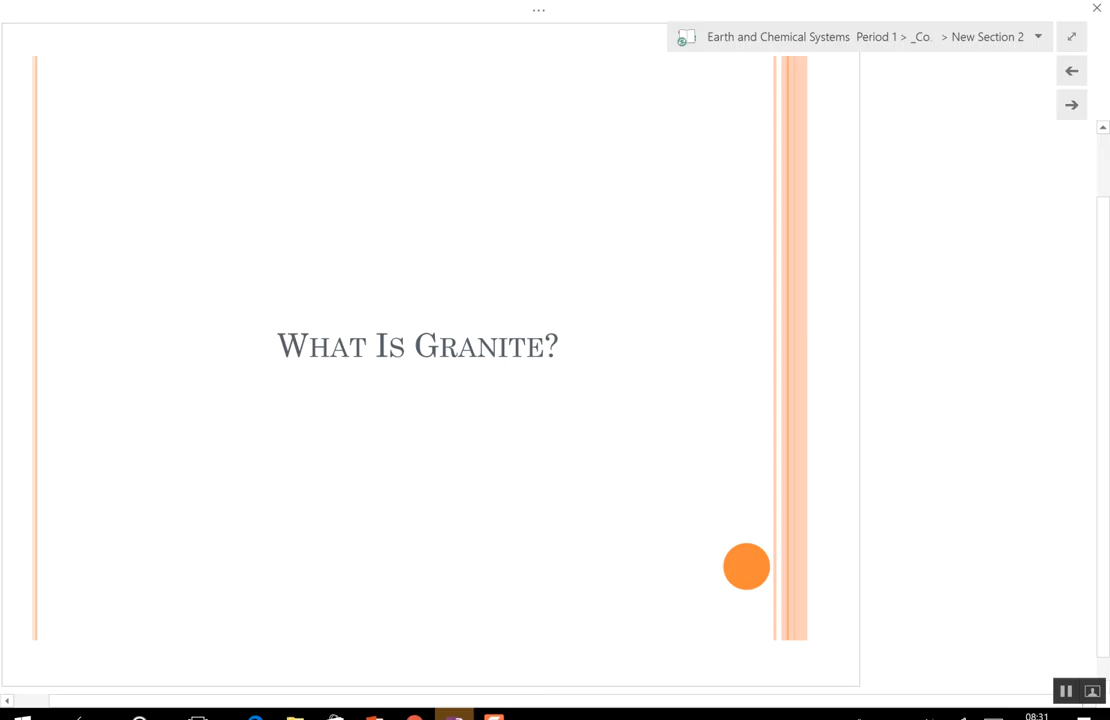 ...
Earth and Chemical Systems Period 1 > _Co. > New Section 2
WHAT IS GRANITE?
08:31